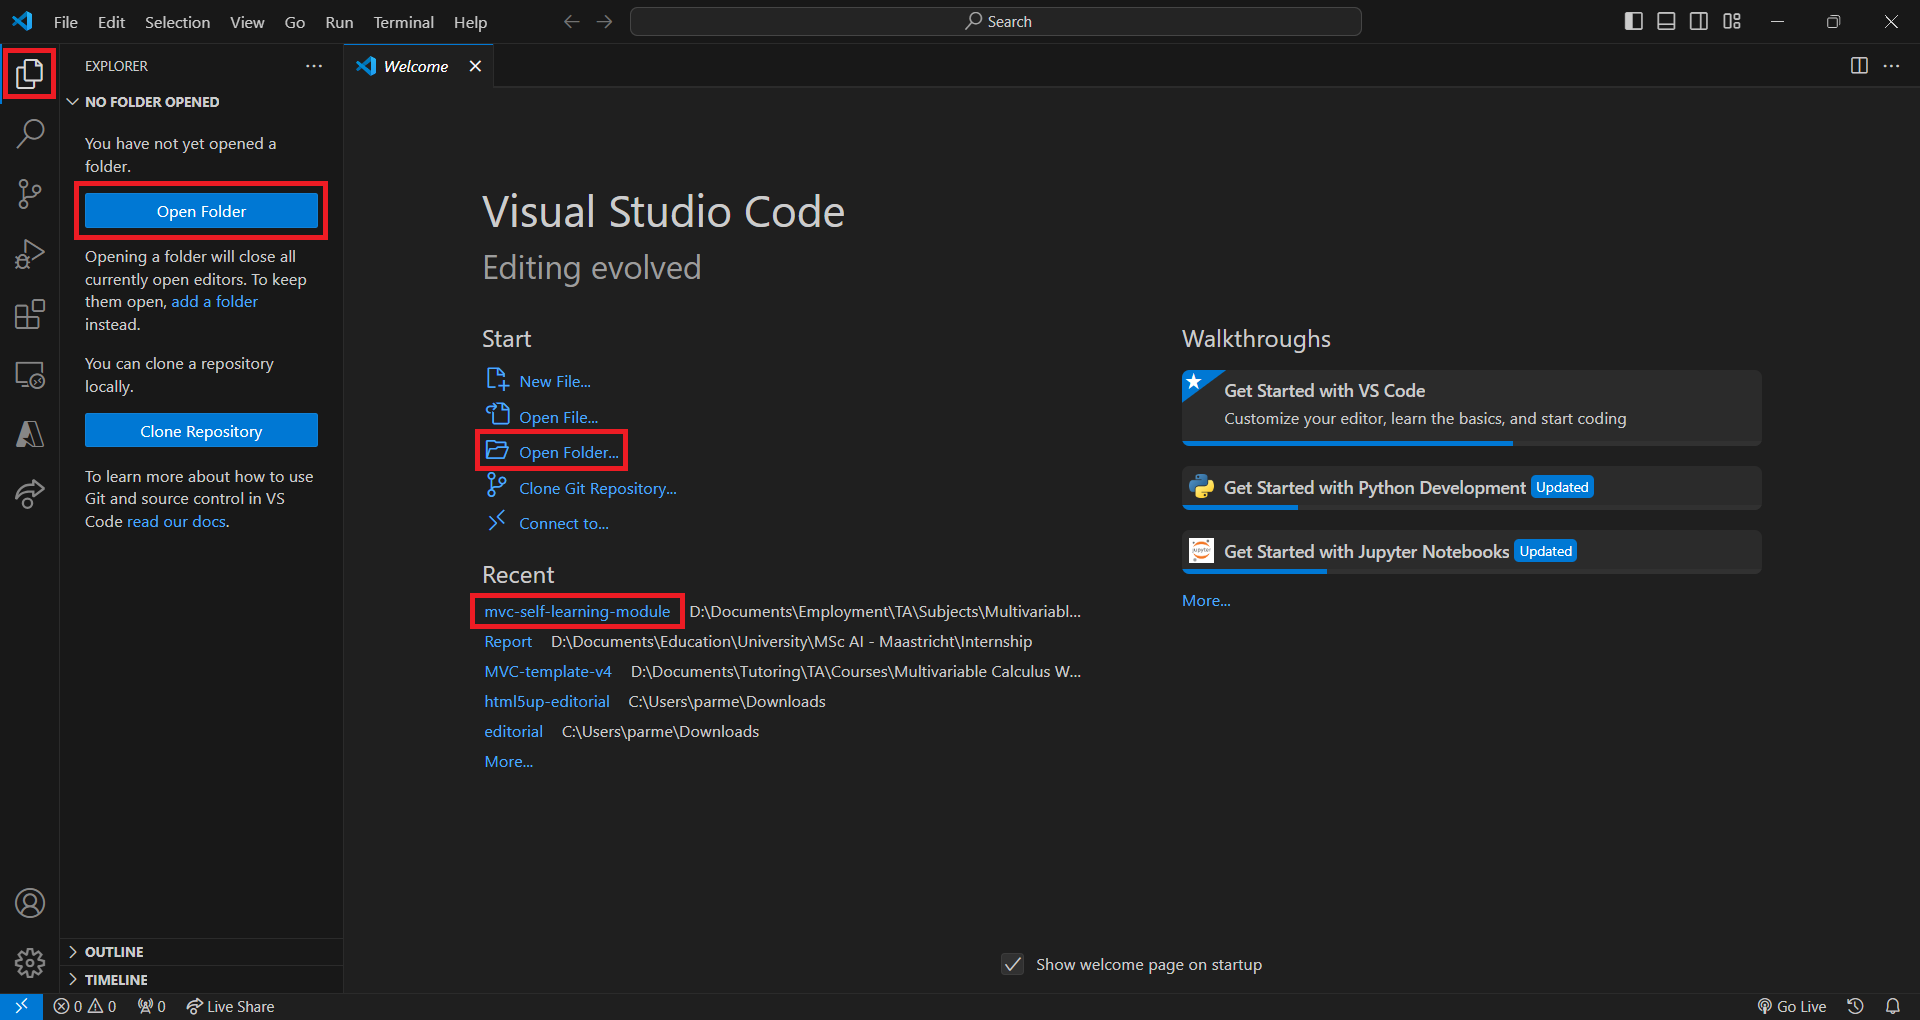 File Edit Selection View Go Run Terminal Help
Search
EXPLORER
NO FOLDER OPENED
You have not yet opened a
folder.
Open Folder
Opening a folder will close all
currently open editors. To keep
them open, add a folder
instead.
You can clone a repository
locally.
Clone Repository
To learn more about how to use
Git and source control in VS
Code read our docs.
OUTLINE
TIMELINE
Welcome
Visual Studio Code
Editing evolved
Start
New File...
Open File...
Open Folder...
Clone Git Repository...
Connect to...
Recent
mvc-self-learning-module D:\Documents\Employment\TA\Subjects\Multivariabl...
Report D:\Documents\Education\University\MSc AI - Maastricht\Internship
MVC-template-v4 D:\Documents\Tutoring\TA\Courses\Multivariable Calculus W...
html5up-editorial C:\Users\parme\Downloads
editorial C:\Users\parme\Downloads
More...
Walkthroughs
Get Started with VS Code
Customize your editor, learn the basics, and start coding
Get Started with Python Development Updated
jupyter
Get Started with Jupyter Notebooks Updated
More...
Show welcome page on startup
0 0 0 Live Share
Go Live